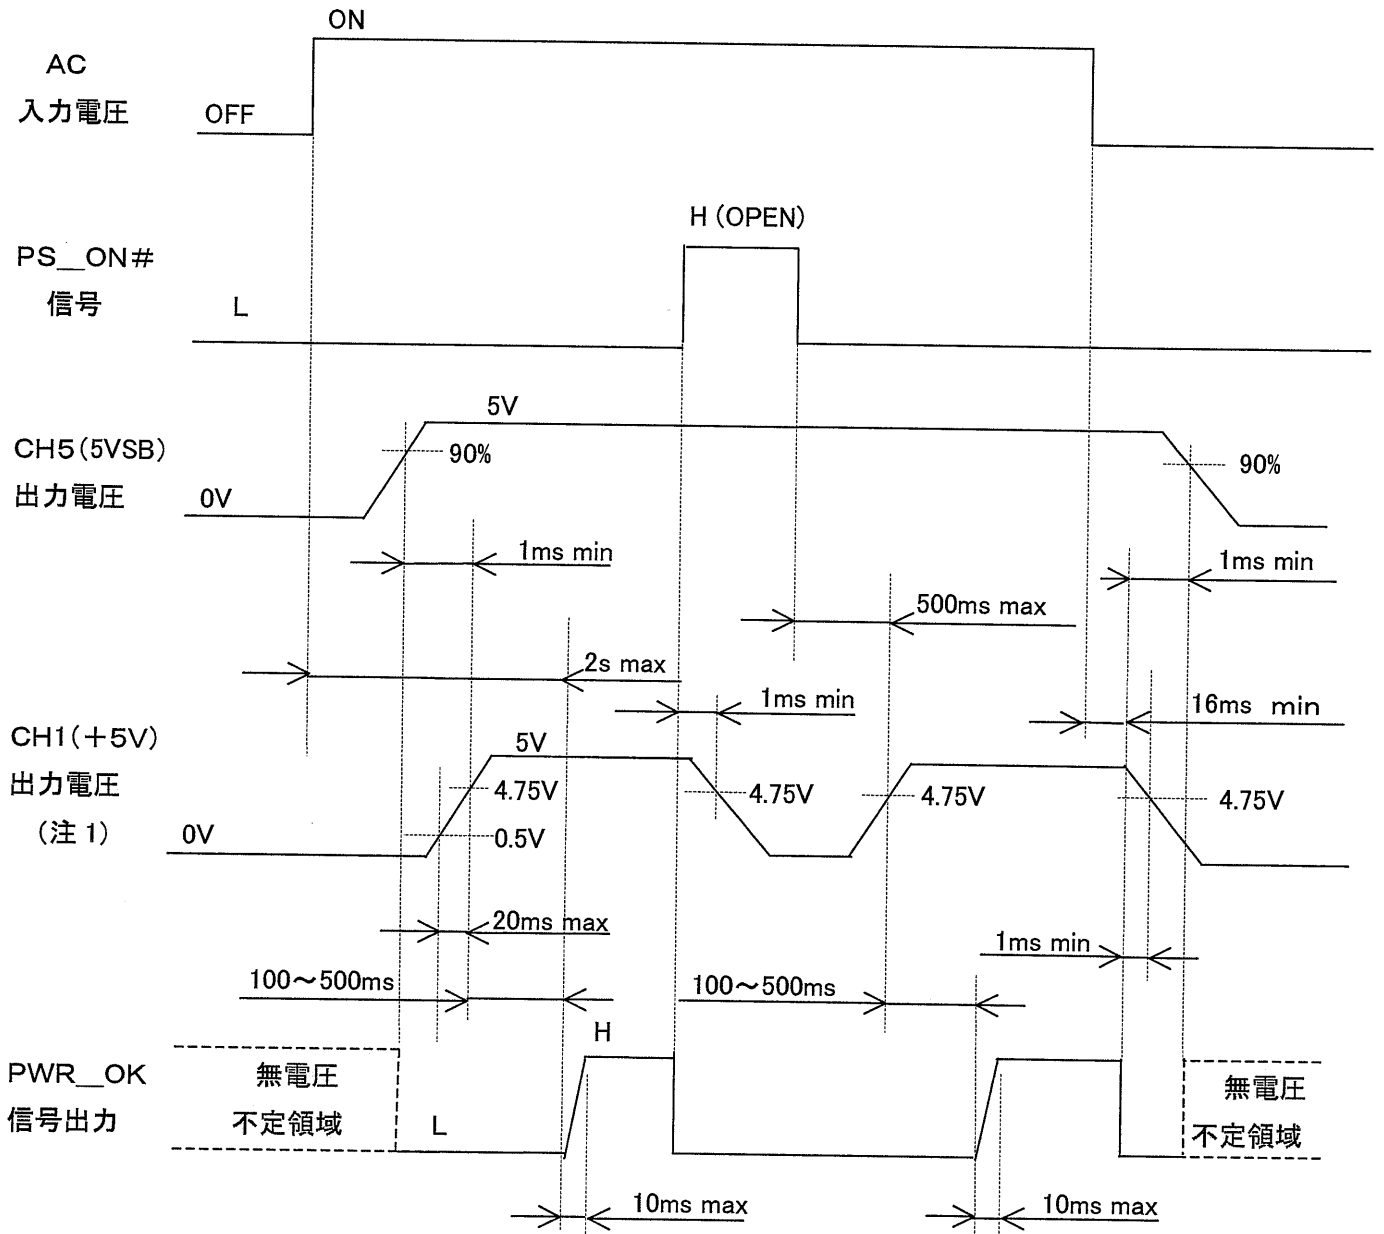 ON
AC
入力電圧
OFF
H (OPEN)
PS__ON#
信号
L
5V
CH5(5VSB)
90%
90%
出力電圧
0V
1ms min
1ms min
500ms max
2s max
1ms min
16ms min
CH1(+5V)
5V
出力電圧
4.75V
4.75V
4.75V
4.75V
(注1)
0V
0.5V
20ms max
1ms min
100～500ms
100～500ms
H
PWR__OK
無電圧
無電圧
信号出力
不定領域
L
不定領域
10ms max
10ms max